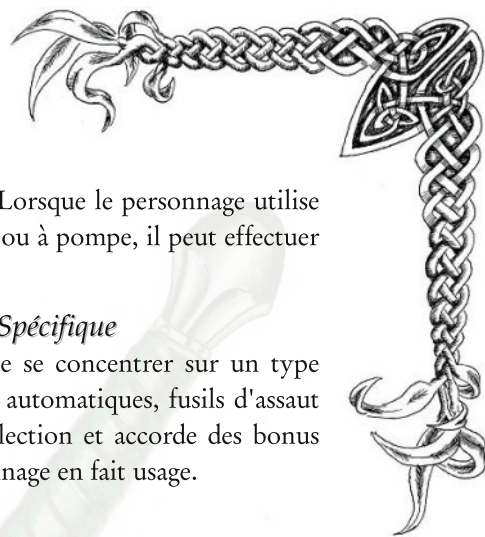 Lorsque le personnage utilise
ou à pompe, il peut effectuer
Spécifique
e se concentrer sur un type
automatiques, fusils d'assaut
lection et accorde des bonus
nage en fait usage.